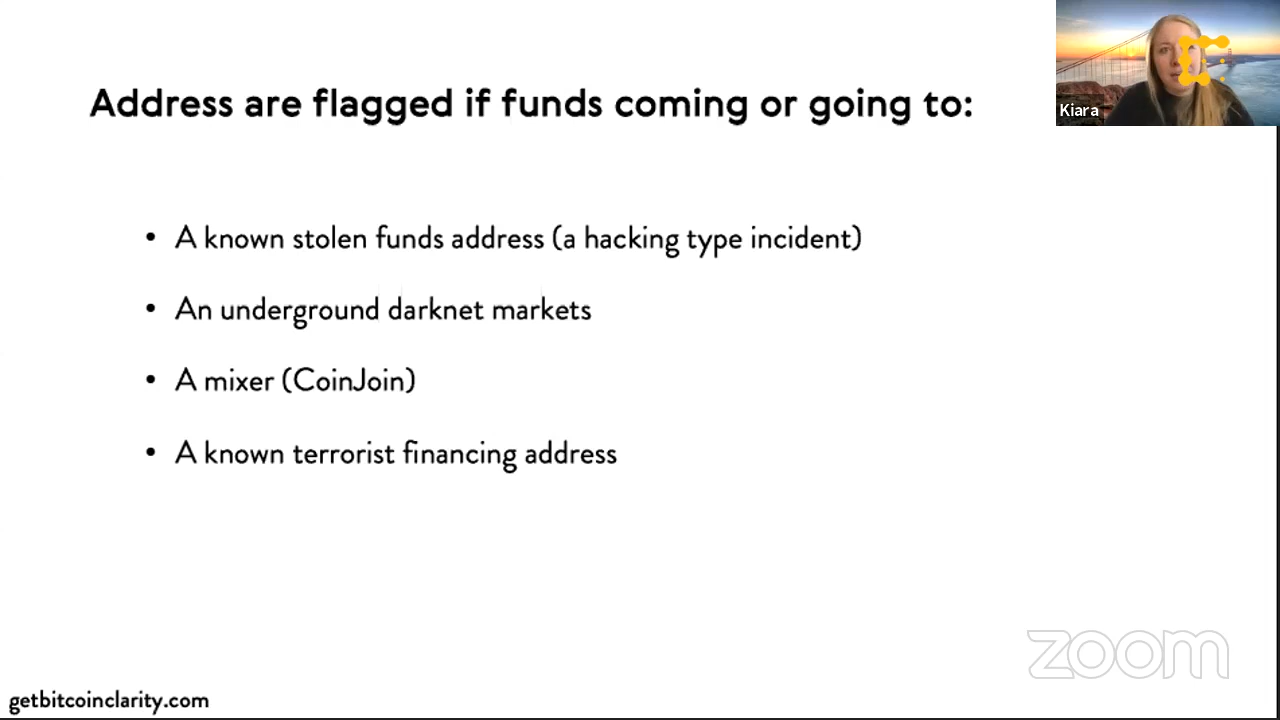 Address are flagged if funds coming or going to:
Kiara
• A known stolen funds address (a hacking type incident)
• An underground darknet markets
• A mixer (CoinJoin)
• A known terrorist financing address
zoom
getbitcoinclarity.com